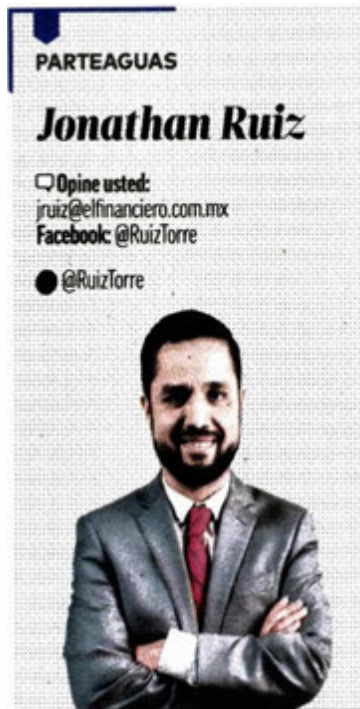 PARTEAGUAS
Jonathan Ruiz
Opine usted:
jruiz@elfinanciero.com.mx
Facebook: @RuizTorre
@RuizTorre